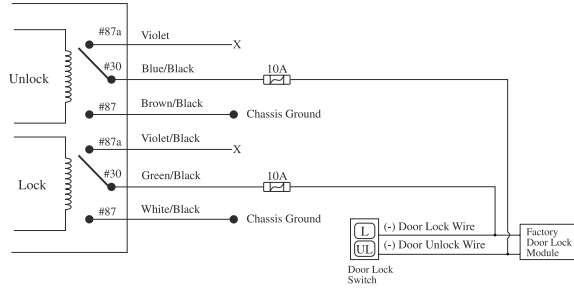 #87a Violet X
Unlock #30 Blue/Black 10A
#87 Brown/Black Chassis Ground
#87a Violet/Black X
Lock #30 Green/Black 10A
#87 White/Black Chassis Ground
L (-) Door Lock Wire
UL (-) Door Unlock Wire
Factory
Door Lock
Module
Door Lock
Switch